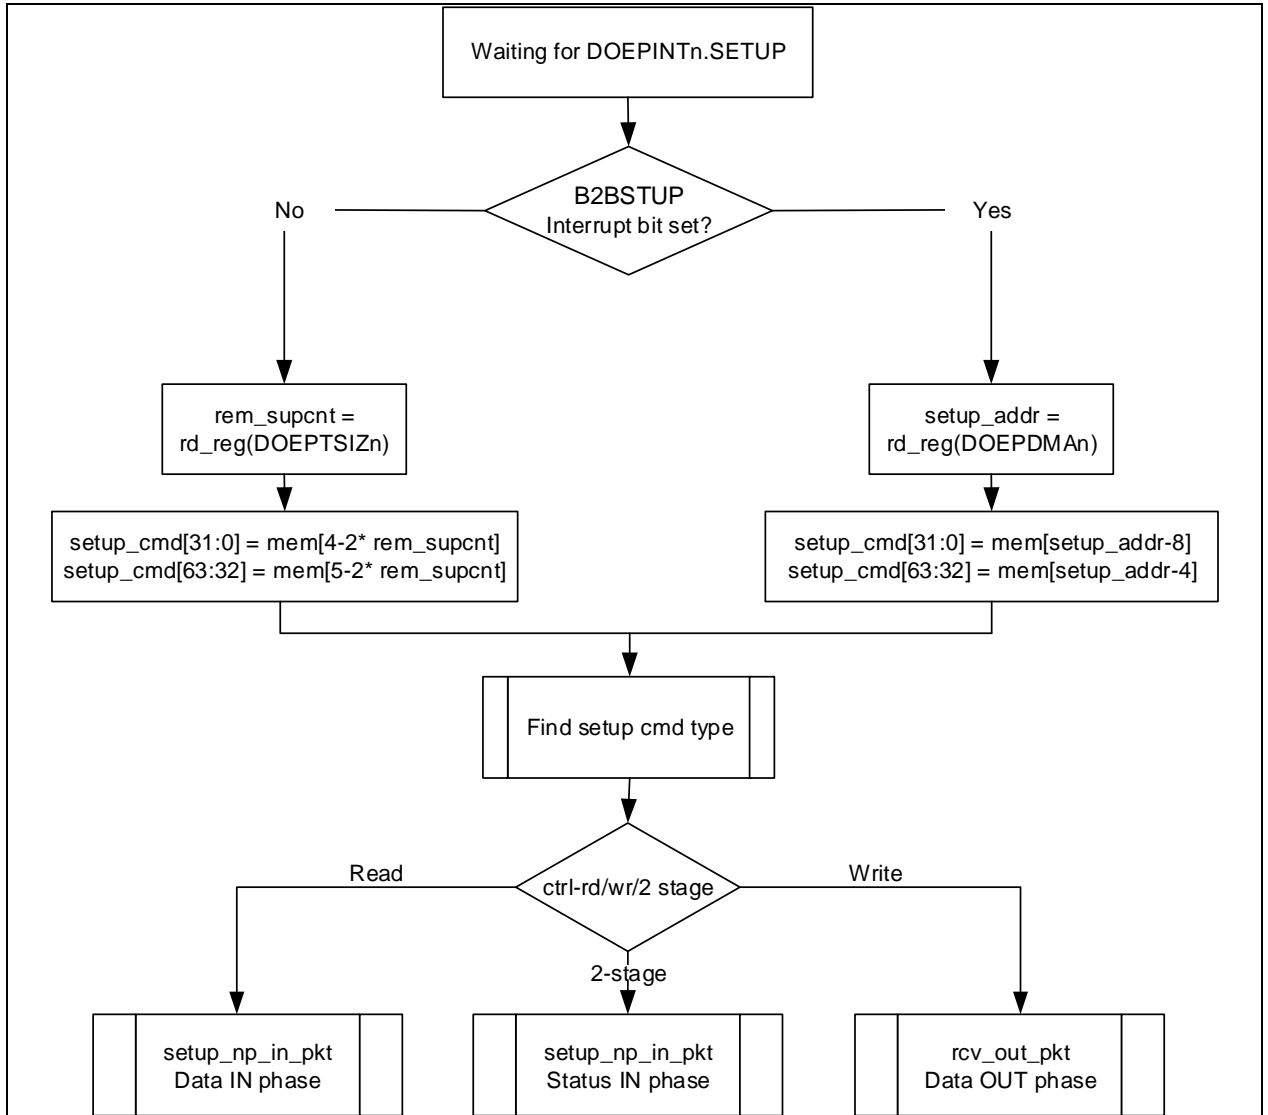 Waiting for DOEPINTn.SETUP
B2BSTUP
Interrupt bit set?
No
Yes
rem_supcnt =
rd_reg(DOEPTSIZn)
setup_addr =
rd_reg(DOEPDMAn)
setup_cmd[31:0] = mem[4-2* rem_supcnt]
setup_cmd[63:32] = mem[5-2* rem_supcnt]
setup_cmd[31:0] = mem[setup_addr-8]
setup_cmd[63:32] = mem[setup_addr-4]
Find setup cmd type
ctrl-rd/wr/2 stage
Read
Write
2-stage
setup_np_in_pkt
Data IN phase
setup_np_in_pkt
Status IN phase
rcv_out_pkt
Data OUT phase